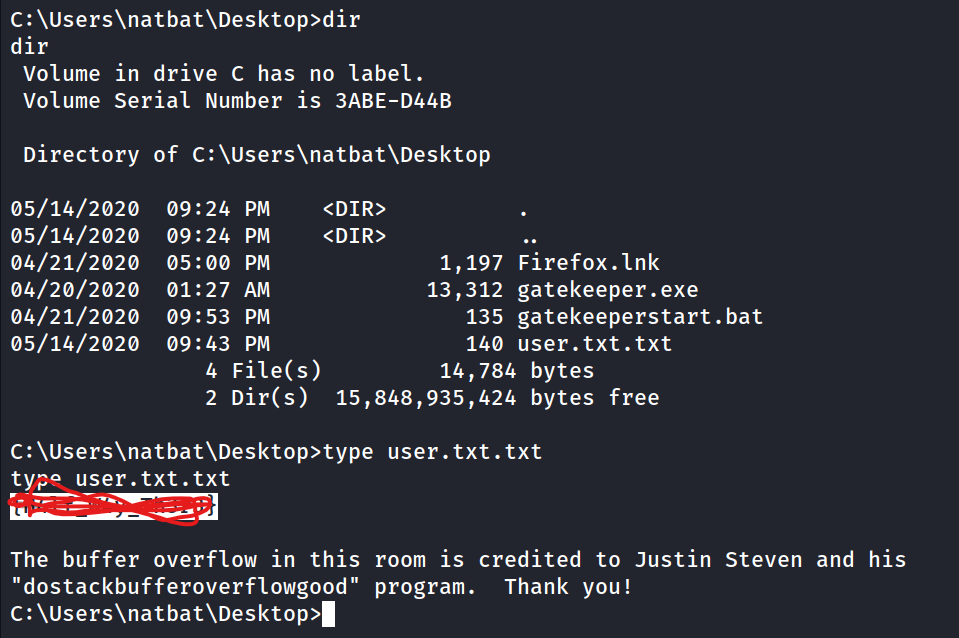 C:\Users\natbat\Desktop>dir
dir
 Volume in drive C has no label.
 Volume Serial Number is 3ABE-D44B

 Directory of C:\Users\natbat\Desktop

05/14/2020  09:24 PM    <DIR>          .
05/14/2020  09:24 PM    <DIR>          ..
04/21/2020  05:00 PM             1,197 Firefox.lnk
04/20/2020  01:27 AM            13,312 gatekeeper.exe
04/21/2020  09:53 PM               135 gatekeeperstart.bat
05/14/2020  09:43 PM               140 user.txt.txt
               4 File(s)         14,784 bytes
               2 Dir(s)  15,848,935,424 bytes free

C:\Users\natbat\Desktop>type user.txt.txt
type user.txt.txt

The buffer overflow in this room is credited to Justin Steven and his
"dostackbufferoverflowgood" program.  Thank you!
C:\Users\natbat\Desktop>